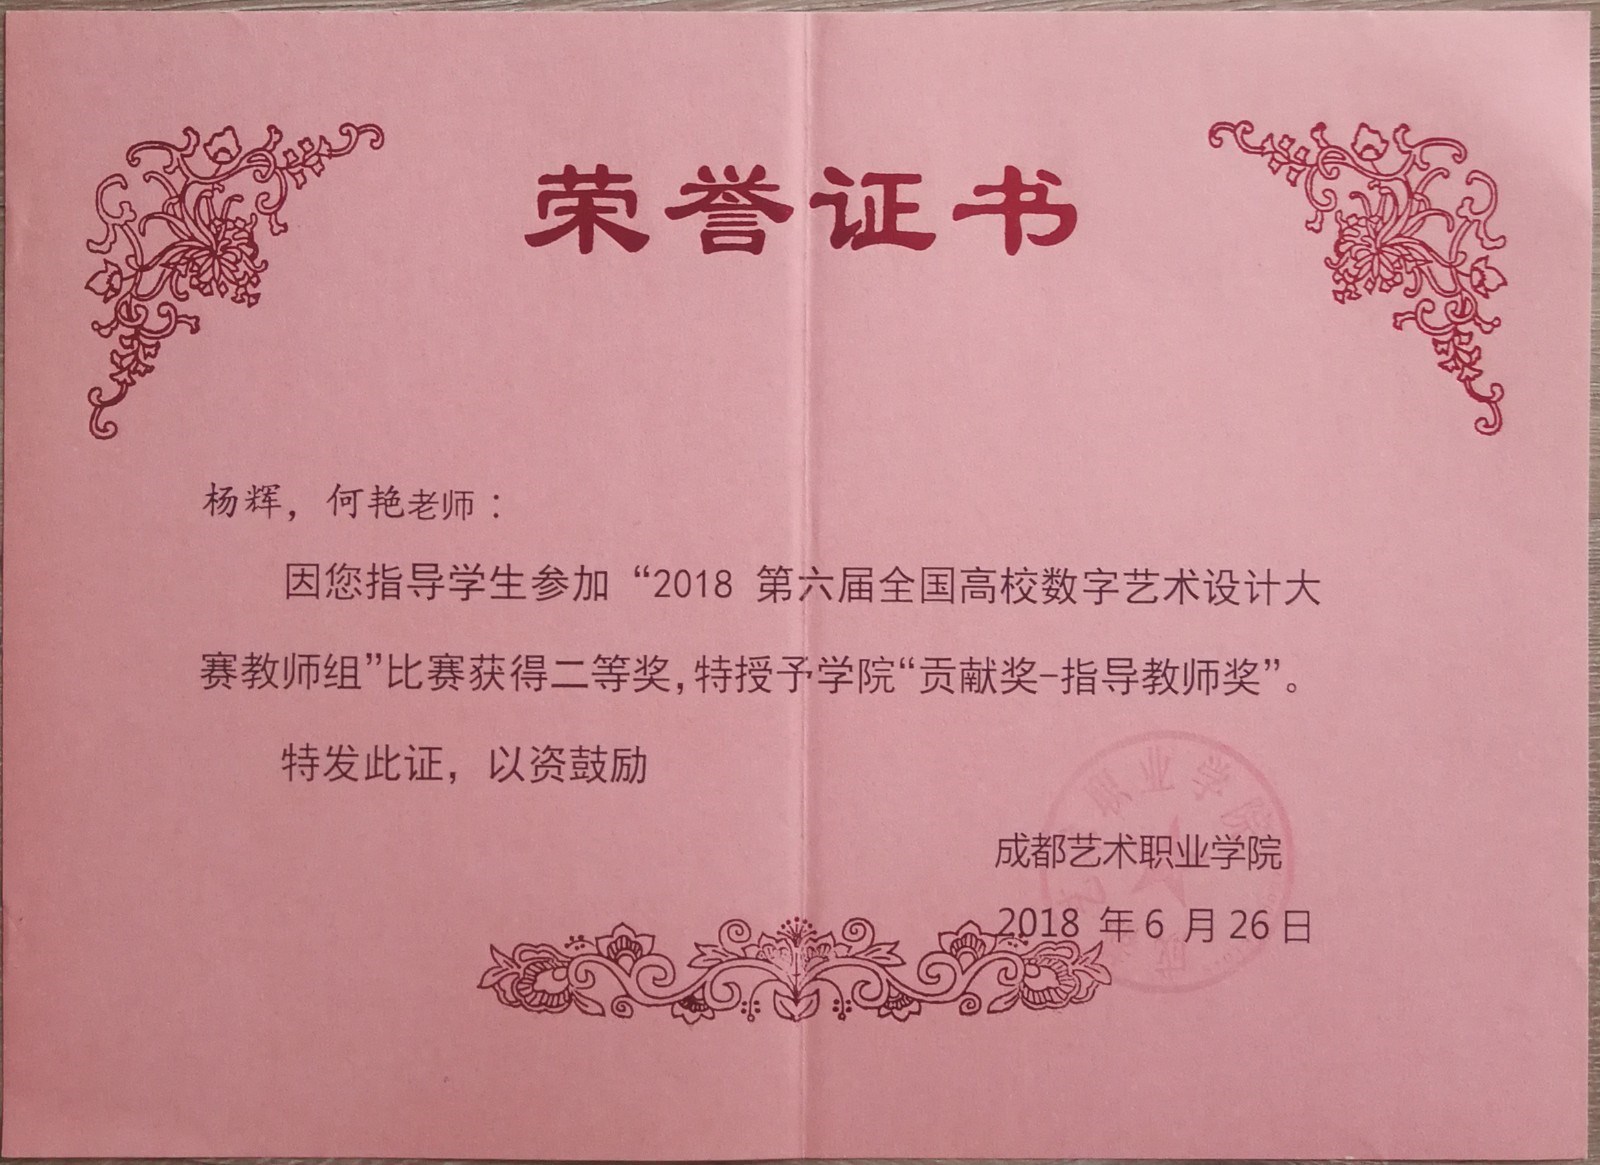 荣誉证书
杨辉，何艳老师：
因您指导学生参加“2018 第六届全国高校数字艺术设计大
赛教师组”比赛获得二等奖,特授予学院“贡献奖-指导教师奖”。
特发此证，以资鼓励
成都艺术职业学院
2018 年6 月26日
职业学院